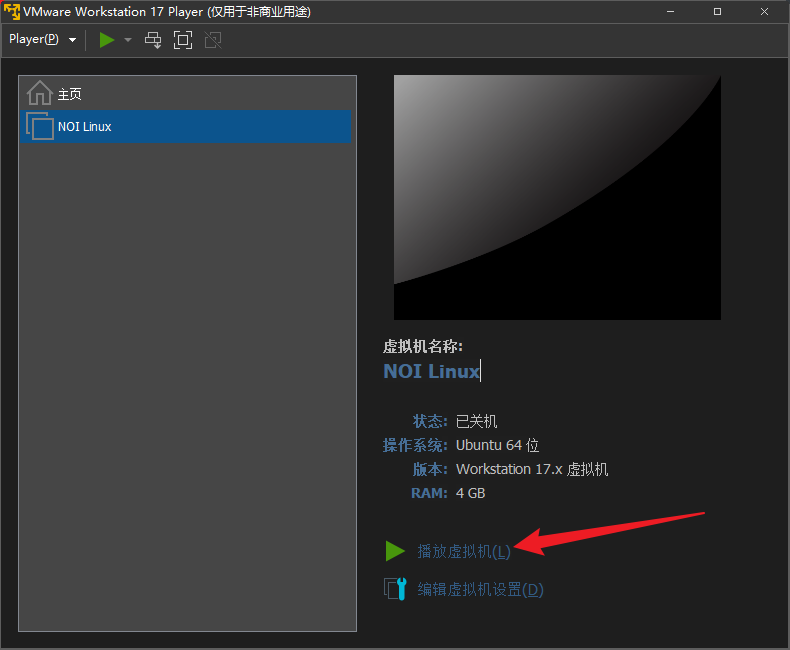 VMware Workstation 17 Player (仅用于非商业用途)
Player(P)
主页
NOI Linux
虚拟机名称:
NOI Linux
状态: 已关机
操作系统: Ubuntu 64 位
版本: Workstation 17.x 虚拟机
RAM: 4 GB
播放虚拟机(L)
编辑虚拟机设置(D)